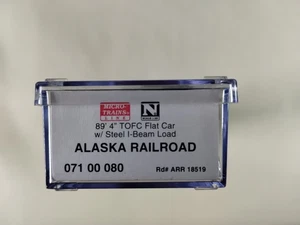 MICRO-
TRAINS
LINE
N
89' 4" TOFC Flat Car
w/ Steel I-Beam Load
ALASKA RAILROAD
071 00 080
Rd# ARR 18519